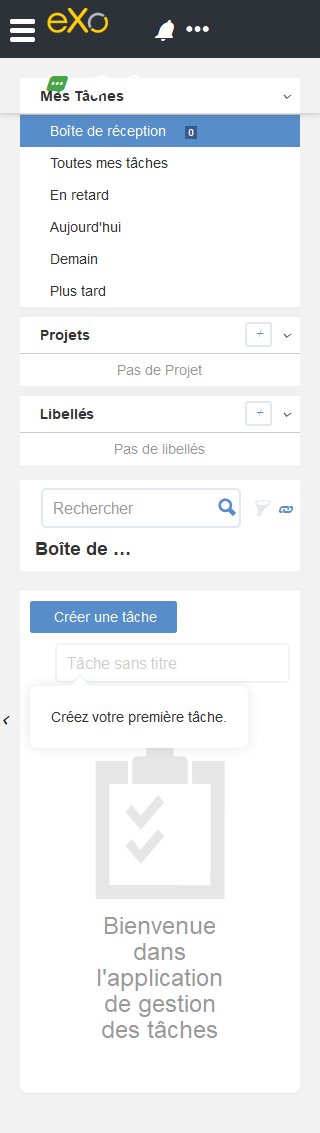 eXo
Mes Tâches
Boîte de réception 0
Toutes mes tâches
En retard
Aujourd'hui
Demain
Plus tard
Projets +
Pas de Projet
Libellés +
Pas de libellés
Rechercher
Boîte de ...
Créer une tâche
Tâche sans titre
Créez votre première tâche.
Bienvenue
dans
l'application
de gestion
des tâches